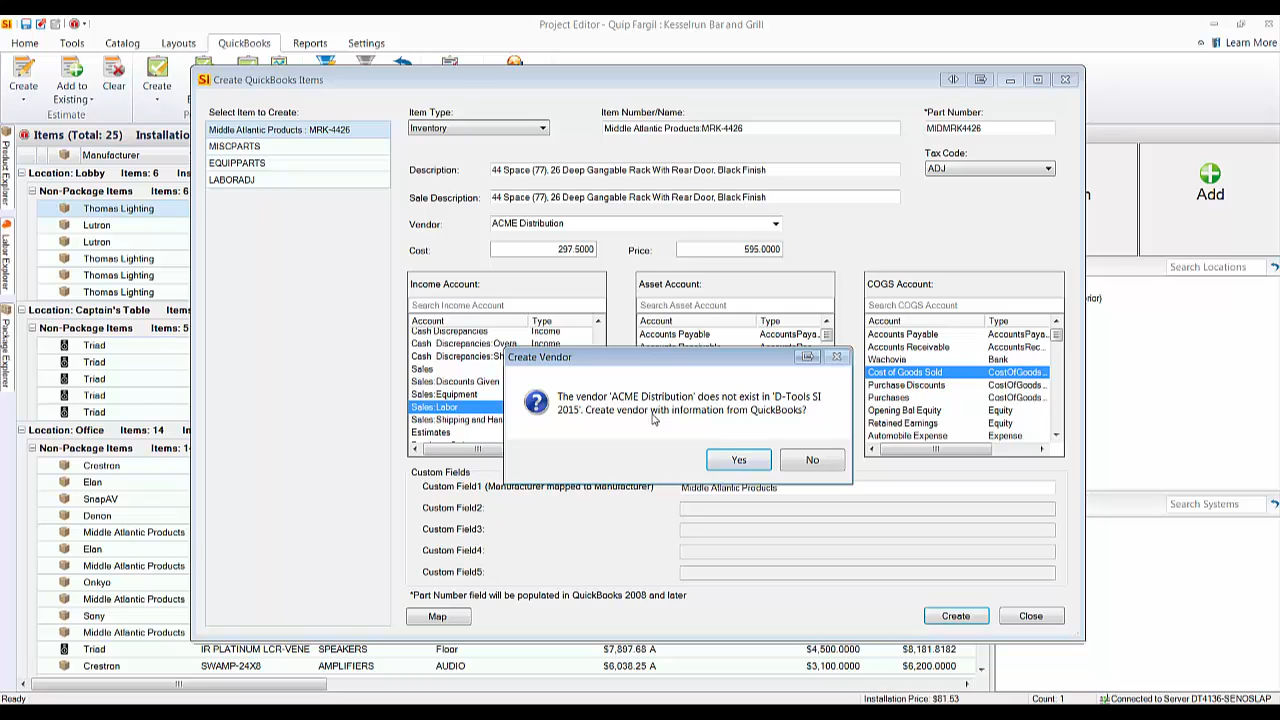 SI
Project Editor - Quip Fargil : Kesselrun Bar and Grill
Home Tools Catalog Layouts QuickBooks Reports Settings
Learn More
Create
Add to
Existing
Clear
Create
Estimate
SI Create QuickBooks Items
Add
Items (Total: 25) Installatio
Manufacturer
Location: Lobby Items: 6
Non-Package Items Items: 6
Thomas Lighting
Lutron
Lutron
Thomas Lighting
Thomas Lighting
Thomas Lighting
Location: Captain's Table Items
Non-Package Items Items: 5
Triad
Triad
Triad
Triad
Triad
Location: Office Items: 14
Non-Package Items Items: 1
Crestron
Elan
SnapAV
Denon
Middle Atlantic Products
Elan
Middle Atlantic Products
Onkyo
Middle Atlantic Products
Sony
Middle Atlantic Products
Triad IR PLATINUM LCR-VENE SPEAKERS Floor $7,897.68 A $4,500.0000 $8,181.8182
Crestron SWAMP-24X8 AMPLIFIERS AUDIO $6,038.25 A $3,100.0000 $6,200.0000
Product Explorer
Labor Explorer
Package Explorer
Select Item to Create:
Middle Atlantic Products : MRK-4426
MISCPARTS
EQUIPPARTS
LABORADJ
Item Type:
Inventory
Item Number/Name:
Middle Atlantic Products:MRK-4426
*Part Number:
MIDMRK4426
Tax Code:
ADJ
Description: 44 Space (77), 26 Deep Gangable Rack With Rear Door, Black Finish
Sale Description: 44 Space (77), 26 Deep Gangable Rack With Rear Door, Black Finish
Vendor: ACME Distribution
Cost: 297.5000 Price: 595.0000
Income Account:
Search Income Account
Account Type
Cash Discrepancies Income
Cash Discrepancies:Overa Income
Cash Discrepancies:Sh
Sales
Sales:Discounts Given
Sales:Equipment
Sales:Labor
Sales:Shipping and Han
Estimates
Asset Account:
Search Asset Account
Account Type
Accounts Payable AccountsPaya..
COGS Account:
Search COGS Account
Account Type
Accounts Payable AccountsPaya...
Accounts Receivable AccountsRec...
Wachovia Bank
Cost of Goods Sold CostOfGoods...
Purchase Discounts CostOfGoods...
Purchases CostOfGoods...
Opening Bal Equity Equity
Retained Earnings Equity
Automobile Expense Expense
Create Vendor
The vendor 'ACME Distribution' does not exist in 'D-Tools SI
2015'. Create vendor with information from QuickBooks?
Yes No
Custom Fields
Custom Field1 (Manufacturer mapped to Manufacturer) Middle Atlantic Products
Custom Field2:
Custom Field3:
Custom Field4:
Custom Field5:
*Part Number field will be populated in QuickBooks 2008 and later
Map Create Close
Search Locations
Search Systems
Ready Installation Price: $81.53 Count: 1 Connected to Server DT4136-SENOSLAP